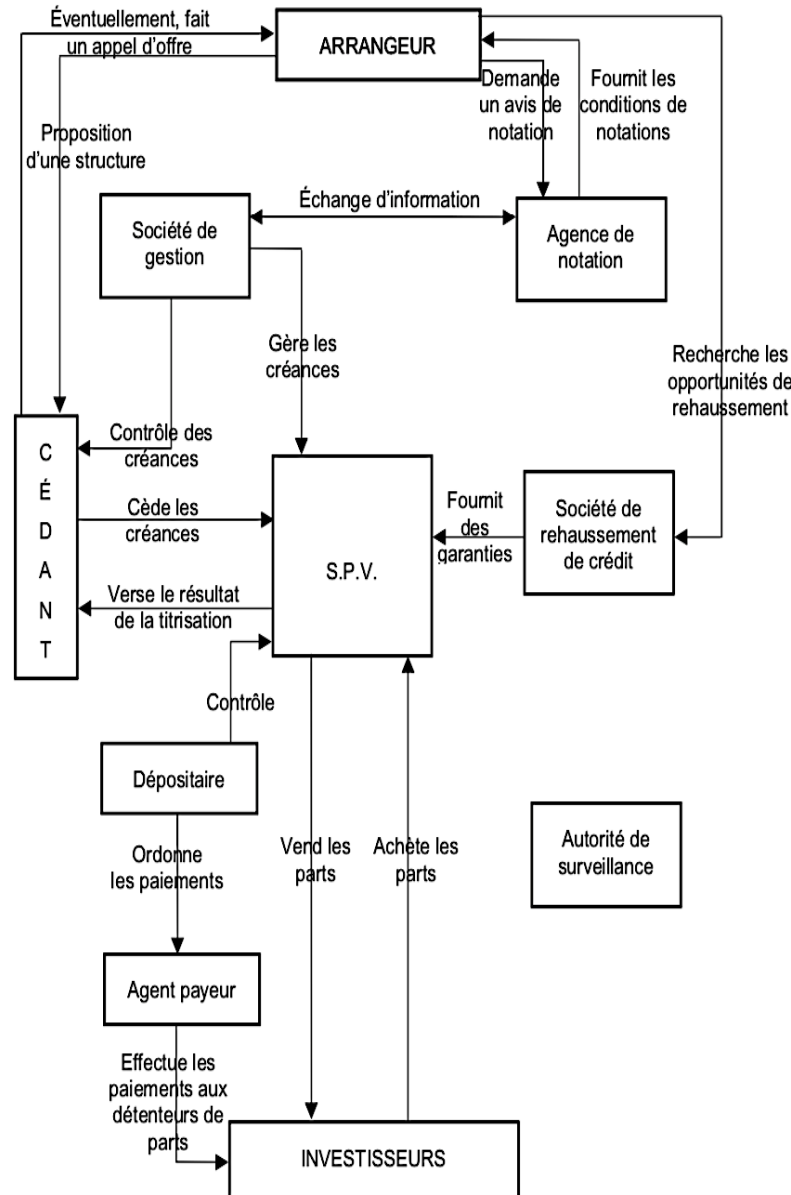 Éventuellement, fait
un appel d'offre
ARRANGEUR
Demande
un avis de
notation
Fournit les
conditions de
notations
Proposition
d'une structure
Échange d'information
Société de
gestion
Agence de
notation
Gère les
créances
Recherche les
opportunités de
rehaussement
CÉDANT
Contrôle des
créances
Cède les
créances
Verse le résultat
de la titrisation
S.P.V.
Fournit
des
garanties
Société de
rehaussement
de crédit
Contrôle
Dépositaire
Ordonne
les paiements
Vend les
parts
Achète les
parts
Autorité de
surveillance
Agent payeur
Effectue les
paiements aux
détenteurs de
parts
INVESTISSEURS